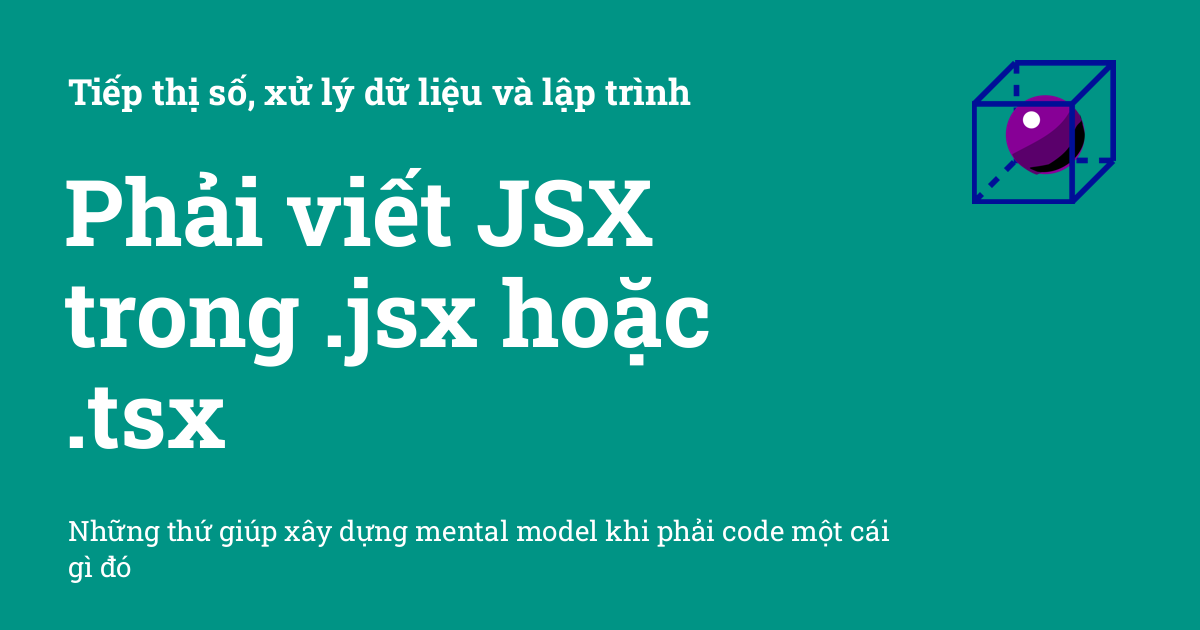 Tiếp thị số, xử lý dữ liệu và lập trình
Phải viết JSX
trong .jsx hoặc
.tsx
Những thứ giúp xây dựng mental model khi phải code một cái
gì đó